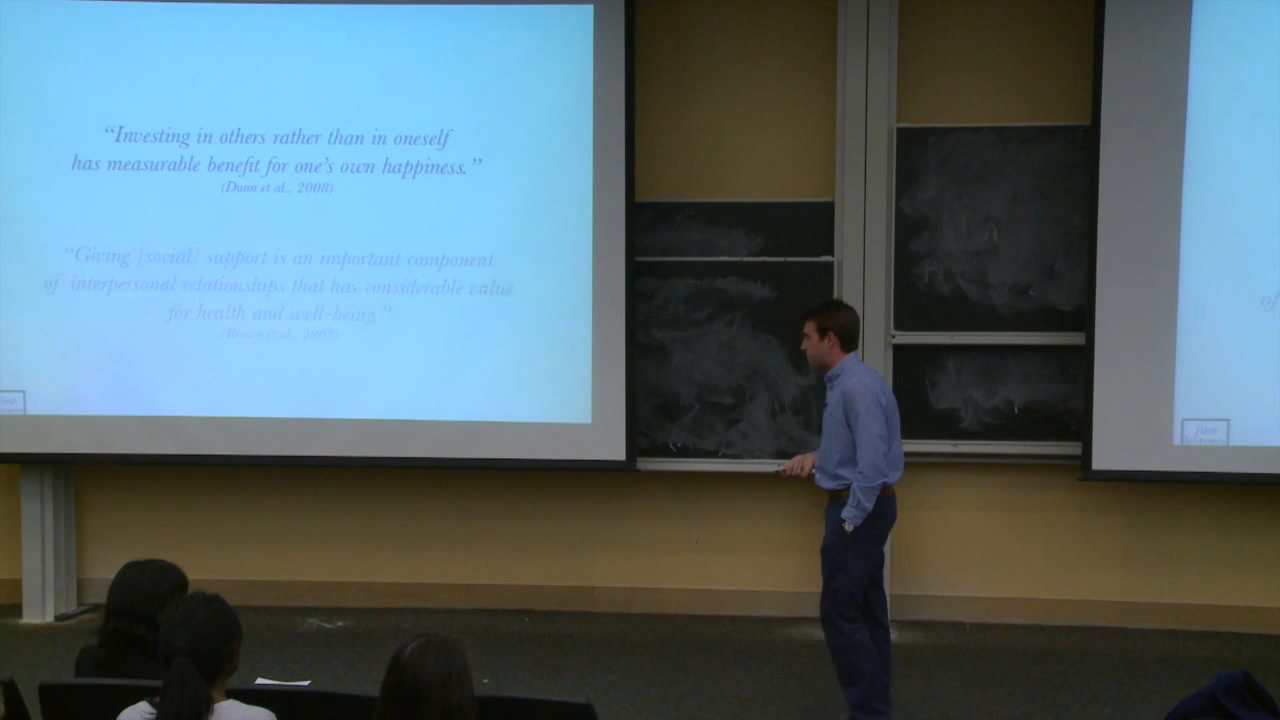 “Investing in others rather than in oneself
has measurable benefit for one’s own happiness.”
(Dunn et al., 2008)
“Giving [social] support is an important component
of interpersonal relationships that has considerable value
for health and well-being.”
of